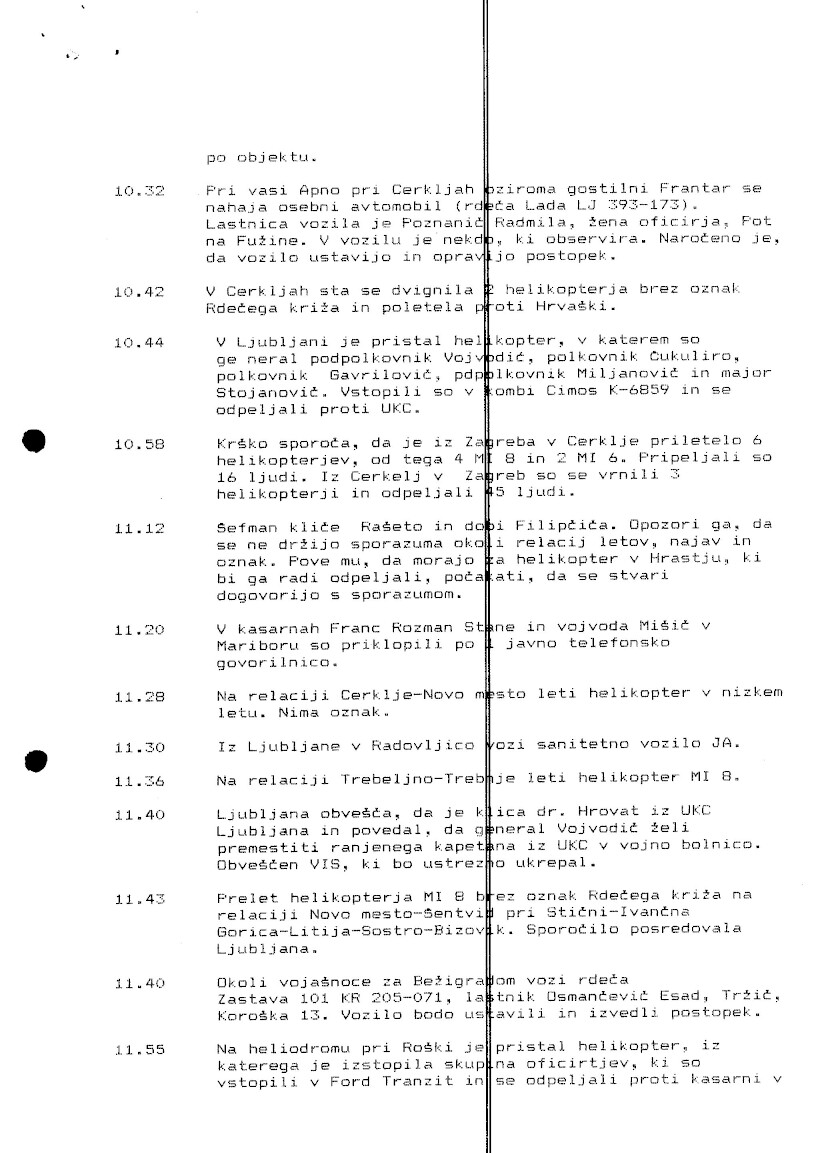 po objektu.
10.32 Pri vasi Apno pri Cerkljah oziroma gostilni Frantar se
nahaja osebni avtomobil (rdeča Lada LJ 393-173).
Lastnica vozila je Poznanič Radmila, žena oficirja, Pot
na Fužine. V vozilu je nekdo, ki observira. Naročeno je,
da vozilo ustavijo in opravijo postopek.
10.42 V Cerkljah sta se dvignila 2 helikopterja brez oznak
Rdečega križa in poletela proti Hrvaški.
10.44 V Ljubljani je pristal helikopter, v katerem so
ge neral podpolkovnik Vojvodić, polkovnik Čukuliro,
polkovnik Gavrilovič, pdpolkovnik Miljanovič in major
Stojanovič. Vstopili so v kombi Cimos K-6859 in se
odpeljali proti UKC.
10.58 Krško sporoča, da je iz Zagreba v Cerklje priletelo 6
helikopterjev, od tega 4 MI 8 in 2 MI 6. Pripeljali so
16 ljudi. Iz Cerkelj v Zagreb so se vrnili 3
helikopterji in odpeljali 45 ljudi.
11.12 Šefman kliče Rašeto in dobi Filipčića. Opozori ga, da
se ne držijo sporazuma okoli relacij letov, najav in
oznak. Pove mu, da morajo za helikopter v Hrastju, ki
bi ga radi odpeljali, počakati, da se stvari
dogovorijo s sporazumom.
11.20 V kasarnah Franc Rozman Stane in vojvoda Mišič v
Mariboru so priklopili po 1 javno telefonsko
govorilnico.
11.28 Na relaciji Cerklje-Novo mesto leti helikopter v nizkem
letu. Nima oznak.
11.30 Iz Ljubljane v Radovljico vozi sanitetno vozilo JA.
11.36 Na relaciji Trebeljno-Trebnje leti helikopter MI 8.
11.40 Ljubljana obvešča, da je klica dr. Hrovat iz UKC
Ljubljana in povedal, da general Vojvodič želi
premestiti ranjenega kapetana iz UKC v vojno bolnico.
Obveščen VIS, ki bo ustrezno ukrepal.
11.43 Prelet helikopterja MI 8 brez oznak Rdečega križa na
relaciji Novo mesto-Šentvid pri Stični-Ivančna
Gorica-Litija-Sostro-Bizovik. Sporočilo posredovala
Ljubljana.
11.40 Okoli vojašnoce za Bežigradom vozi rdeča
Zastava 101 KR 205-071, lastnik Osmančevič Esad, Tržič,
Koroška 13. Vozilo bodo ustavili in izvedli postopek.
11.55 Na heliodromu pri Roški je pristal helikopter, iz
katerega je izstopila skupina oficirtjev, ki so
vstopili v Ford Tranzit in se odpeljali proti kasarni v